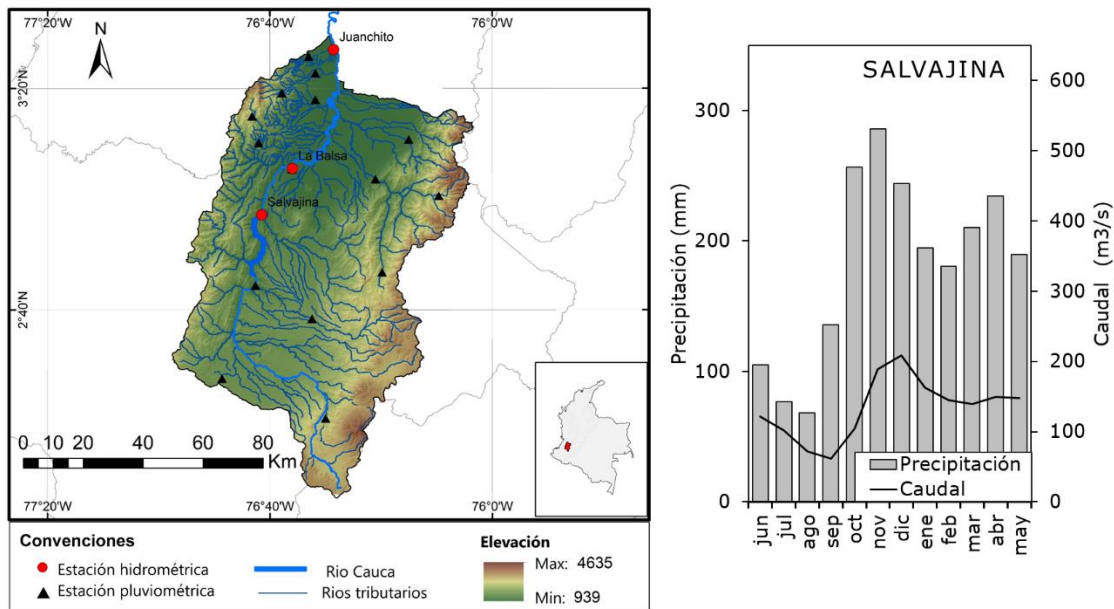 77°20'W
76°40'W
76°0'W
N
Juanchito
3°20'N
La Balsa
Salvajina
2°40'N
0 10 20 40 60 80
Km
77°20'W
76°40'W
76°0'W
Convenciones
Estación hidrométrica
Estación pluviométrica
Rio Cauca
Rios tributarios
Elevación
Max: 4635
Min: 939
SALVAJINA
Precipitación (mm)
300
200
100
0
Caudal (m3/s)
600
500
400
300
200
100
0
Precipitación
Caudal
jun
jul
ago
sep
oct
nov
dic
ene
feb
mar
abr
may